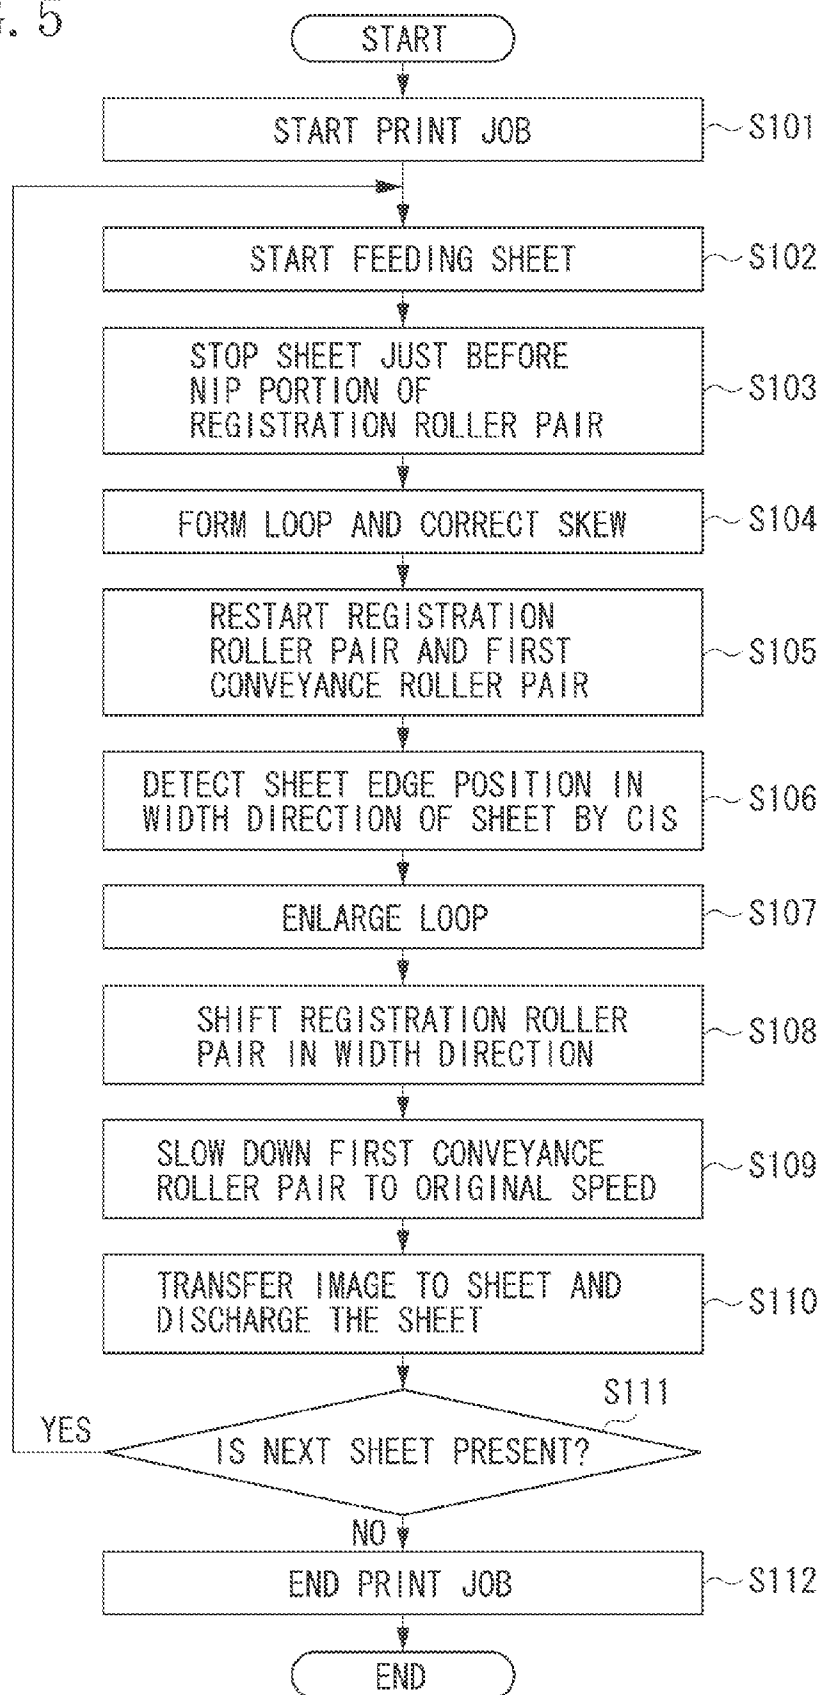 . 5
START
START PRINT JOB
S101
START FEEDING SHEET
S102
STOP SHEET JUST BEFORE
NIP PORTION OF
REGISTRATION ROLLER PAIR
S103
FORM LOOP AND CORRECT SKEW
S104
RESTART REGISTRATION
ROLLER PAIR AND FIRST
CONVEYANCE ROLLER PAIR
S105
DETECT SHEET EDGE POSITION IN
WIDTH DIRECTION OF SHEET BY CIS
S106
ENLARGE LOOP
S107
SHIFT REGISTRATION ROLLER
PAIR IN WIDTH DIRECTION
S108
SLOW DOWN FIRST CONVEYANCE
ROLLER PAIR TO ORIGINAL SPEED
S109
TRANSFER IMAGE TO SHEET AND
DISCHARGE THE SHEET
S110
S111
YES
IS NEXT SHEET PRESENT?
NO
END PRINT JOB
S112
END